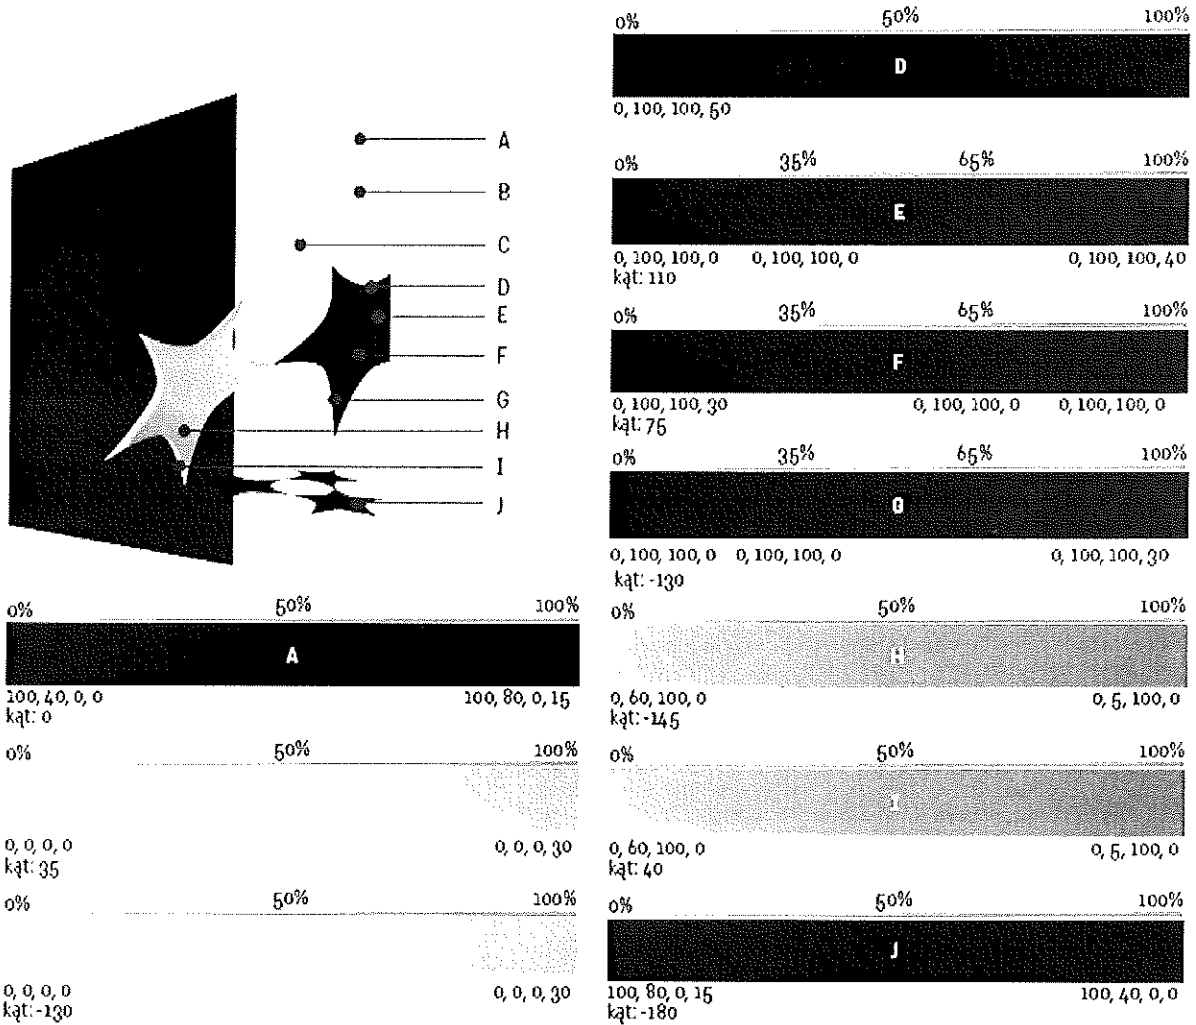 A
B
C
D
E
F
G
H
I
J
0% 50% 100%
A
100, 40, 0, 0 100, 80, 0, 15
kąt: 0
0% 50% 100%
0, 0, 0, 0 0, 0, 0, 30
kąt: 35
0% 50% 100%
0, 0, 0, 0 0, 0, 0, 30
kąt: -130
0% 50% 100%
D
0, 100, 100, 50
0% 35% 65% 100%
E
0, 100, 100, 0 0, 100, 100, 0 0, 100, 100, 40
kąt: 110
0% 35% 65% 100%
F
0, 100, 100, 30 0, 100, 100, 0 0, 100, 100, 0
kąt: 75
0% 35% 65% 100%
G
0, 100, 100, 0 0, 100, 100, 0 0, 100, 100, 30
kąt: -130
0% 50% 100%
H
0, 60, 100, 0 0, 5, 100, 0
kąt: -145
0% 50% 100%
I
0, 60, 100, 0 0, 5, 100, 0
kąt: 40
0% 50% 100%
J
100, 80, 0, 15 100, 40, 0, 0
kąt: -180